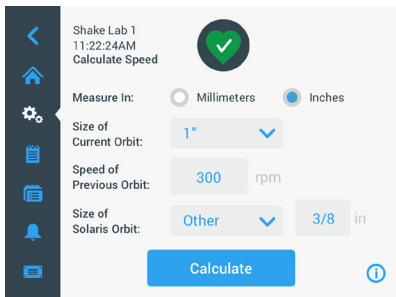 Shake Lab 1
11:22:24AM
Calculate Speed
Measure In: Millimeters Inches
Size of
Current Orbit: 1”
Speed of
Previous Orbit: 300 rpm
Size of
Solaris Orbit: Other 3/8 in
Calculate